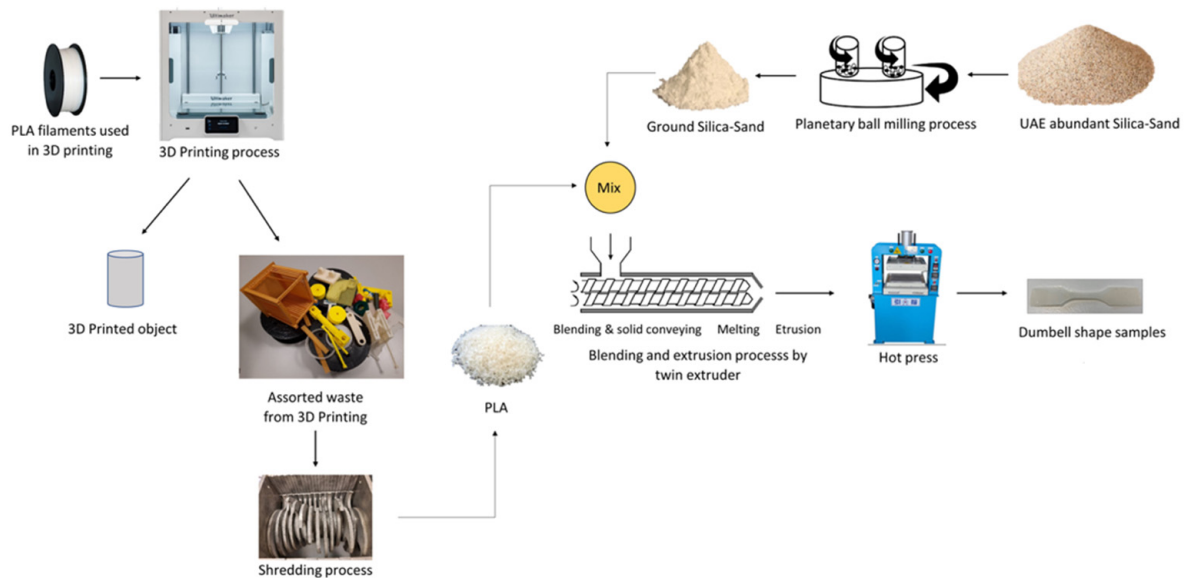 Ultimaker
Ultimaker
PLA filaments used
in 3D printing
3D Printing process
3D Printed object
Assorted waste
from 3D Printing
Shredding process
PLA
Mix
Ground Silica-Sand
Planetary ball milling process
UAE abundant Silica-Sand
Blending & solid conveying
Melting
Etrusion
Blending and extrusion processs by
twin extruder
Hot press
Dumbell shape samples